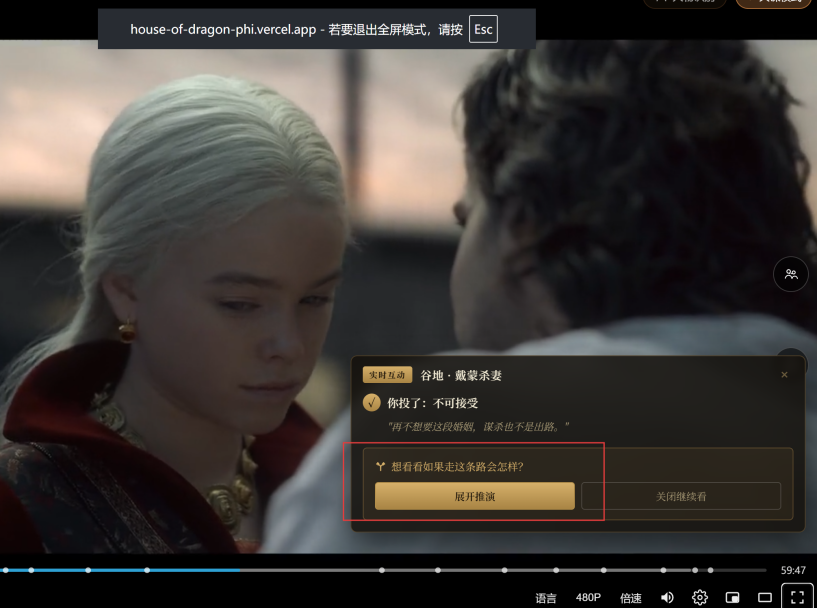 house-of-dragon-phi.vercel.app - 若要退出全屏模式，请按 Esc
实时互动 谷地 · 戴蒙杀妻 ×
✓ 你投了：不可接受
"再不想要这段婚姻，谋杀也不是出路。"
想看看如果走这条路会怎样？
展开推演 关闭继续看
59:47
语言 480P 倍速